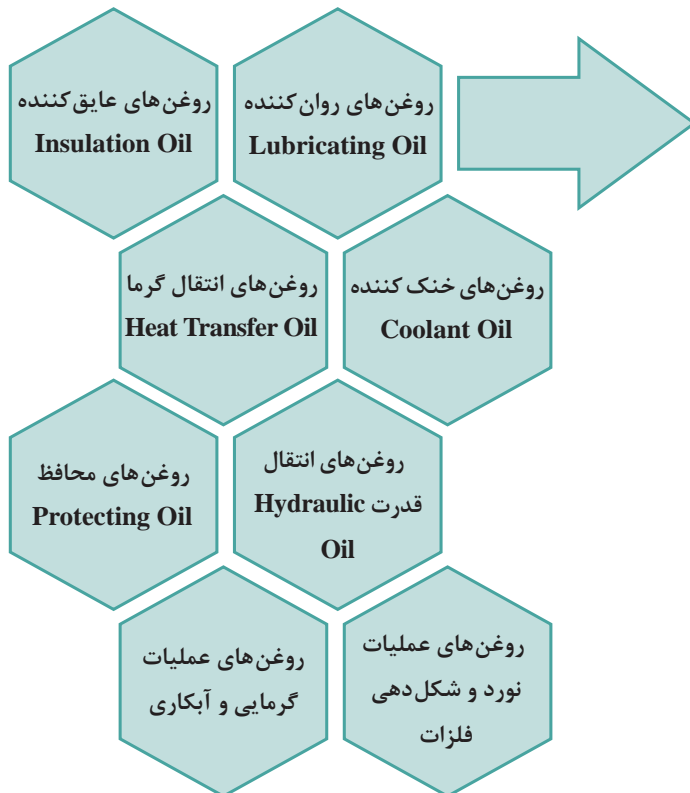 روغن‌های روان‌کننده
Lubricating Oil
روغن‌های عایق‌کننده
Insulation Oil
روغن‌های خنک کننده
Coolant Oil
روغن‌های انتقال گرما
Heat Transfer Oil
روغن‌های انتقال
قدرت Hydraulic
Oil
روغن‌های محافظ
Protecting Oil
روغن‌های عملیات
نورد و شکل‌دهی
فلزات
روغن‌های عملیات
گرمایی و آبکاری